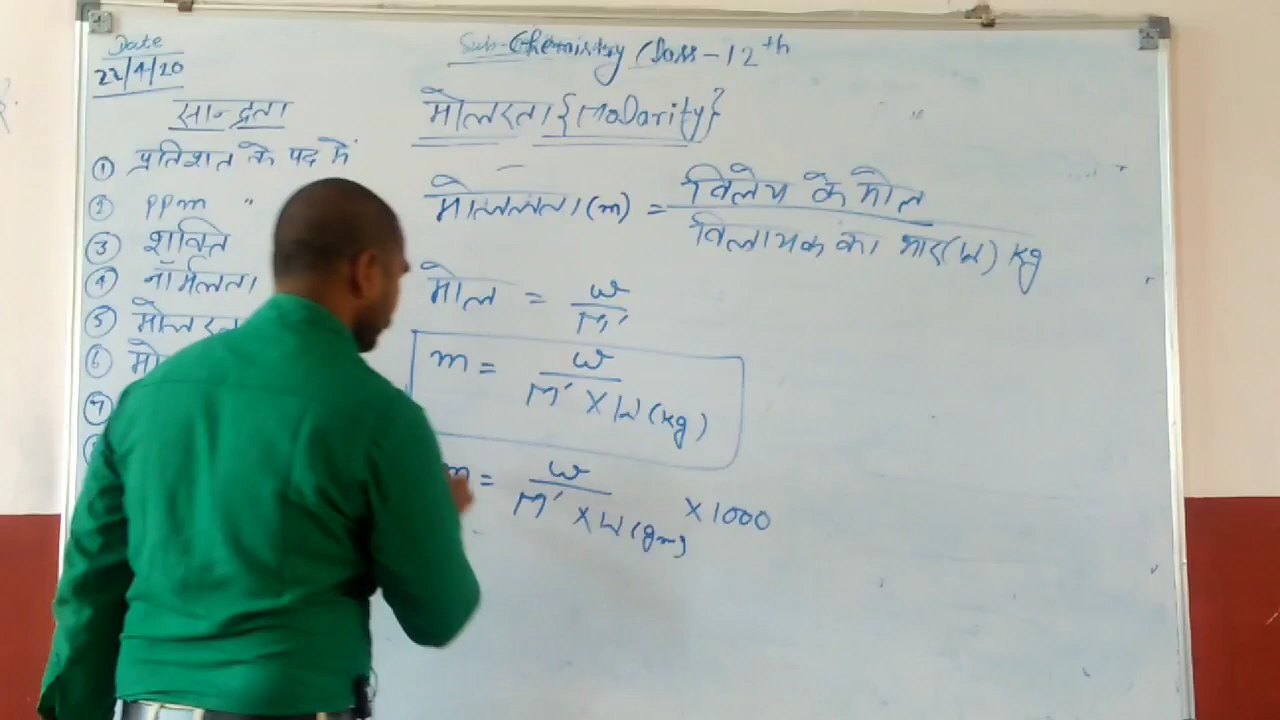 Date
22/4/20
Sub-Chemistry Class-12th
सान्द्रता
① प्रतिशत के पद में
② PPm "
③ शक्ति
④ नॉर्मलता
⑤ मोलरता
⑥ मो
⑦
मोलरता {Molarity}
मोललता (m) = विलेय के मोल / विलायक का भार (W) kg
मोल = w / M'
m = w / M' X W (kg)
m = w / M' X W (gm) X 1000